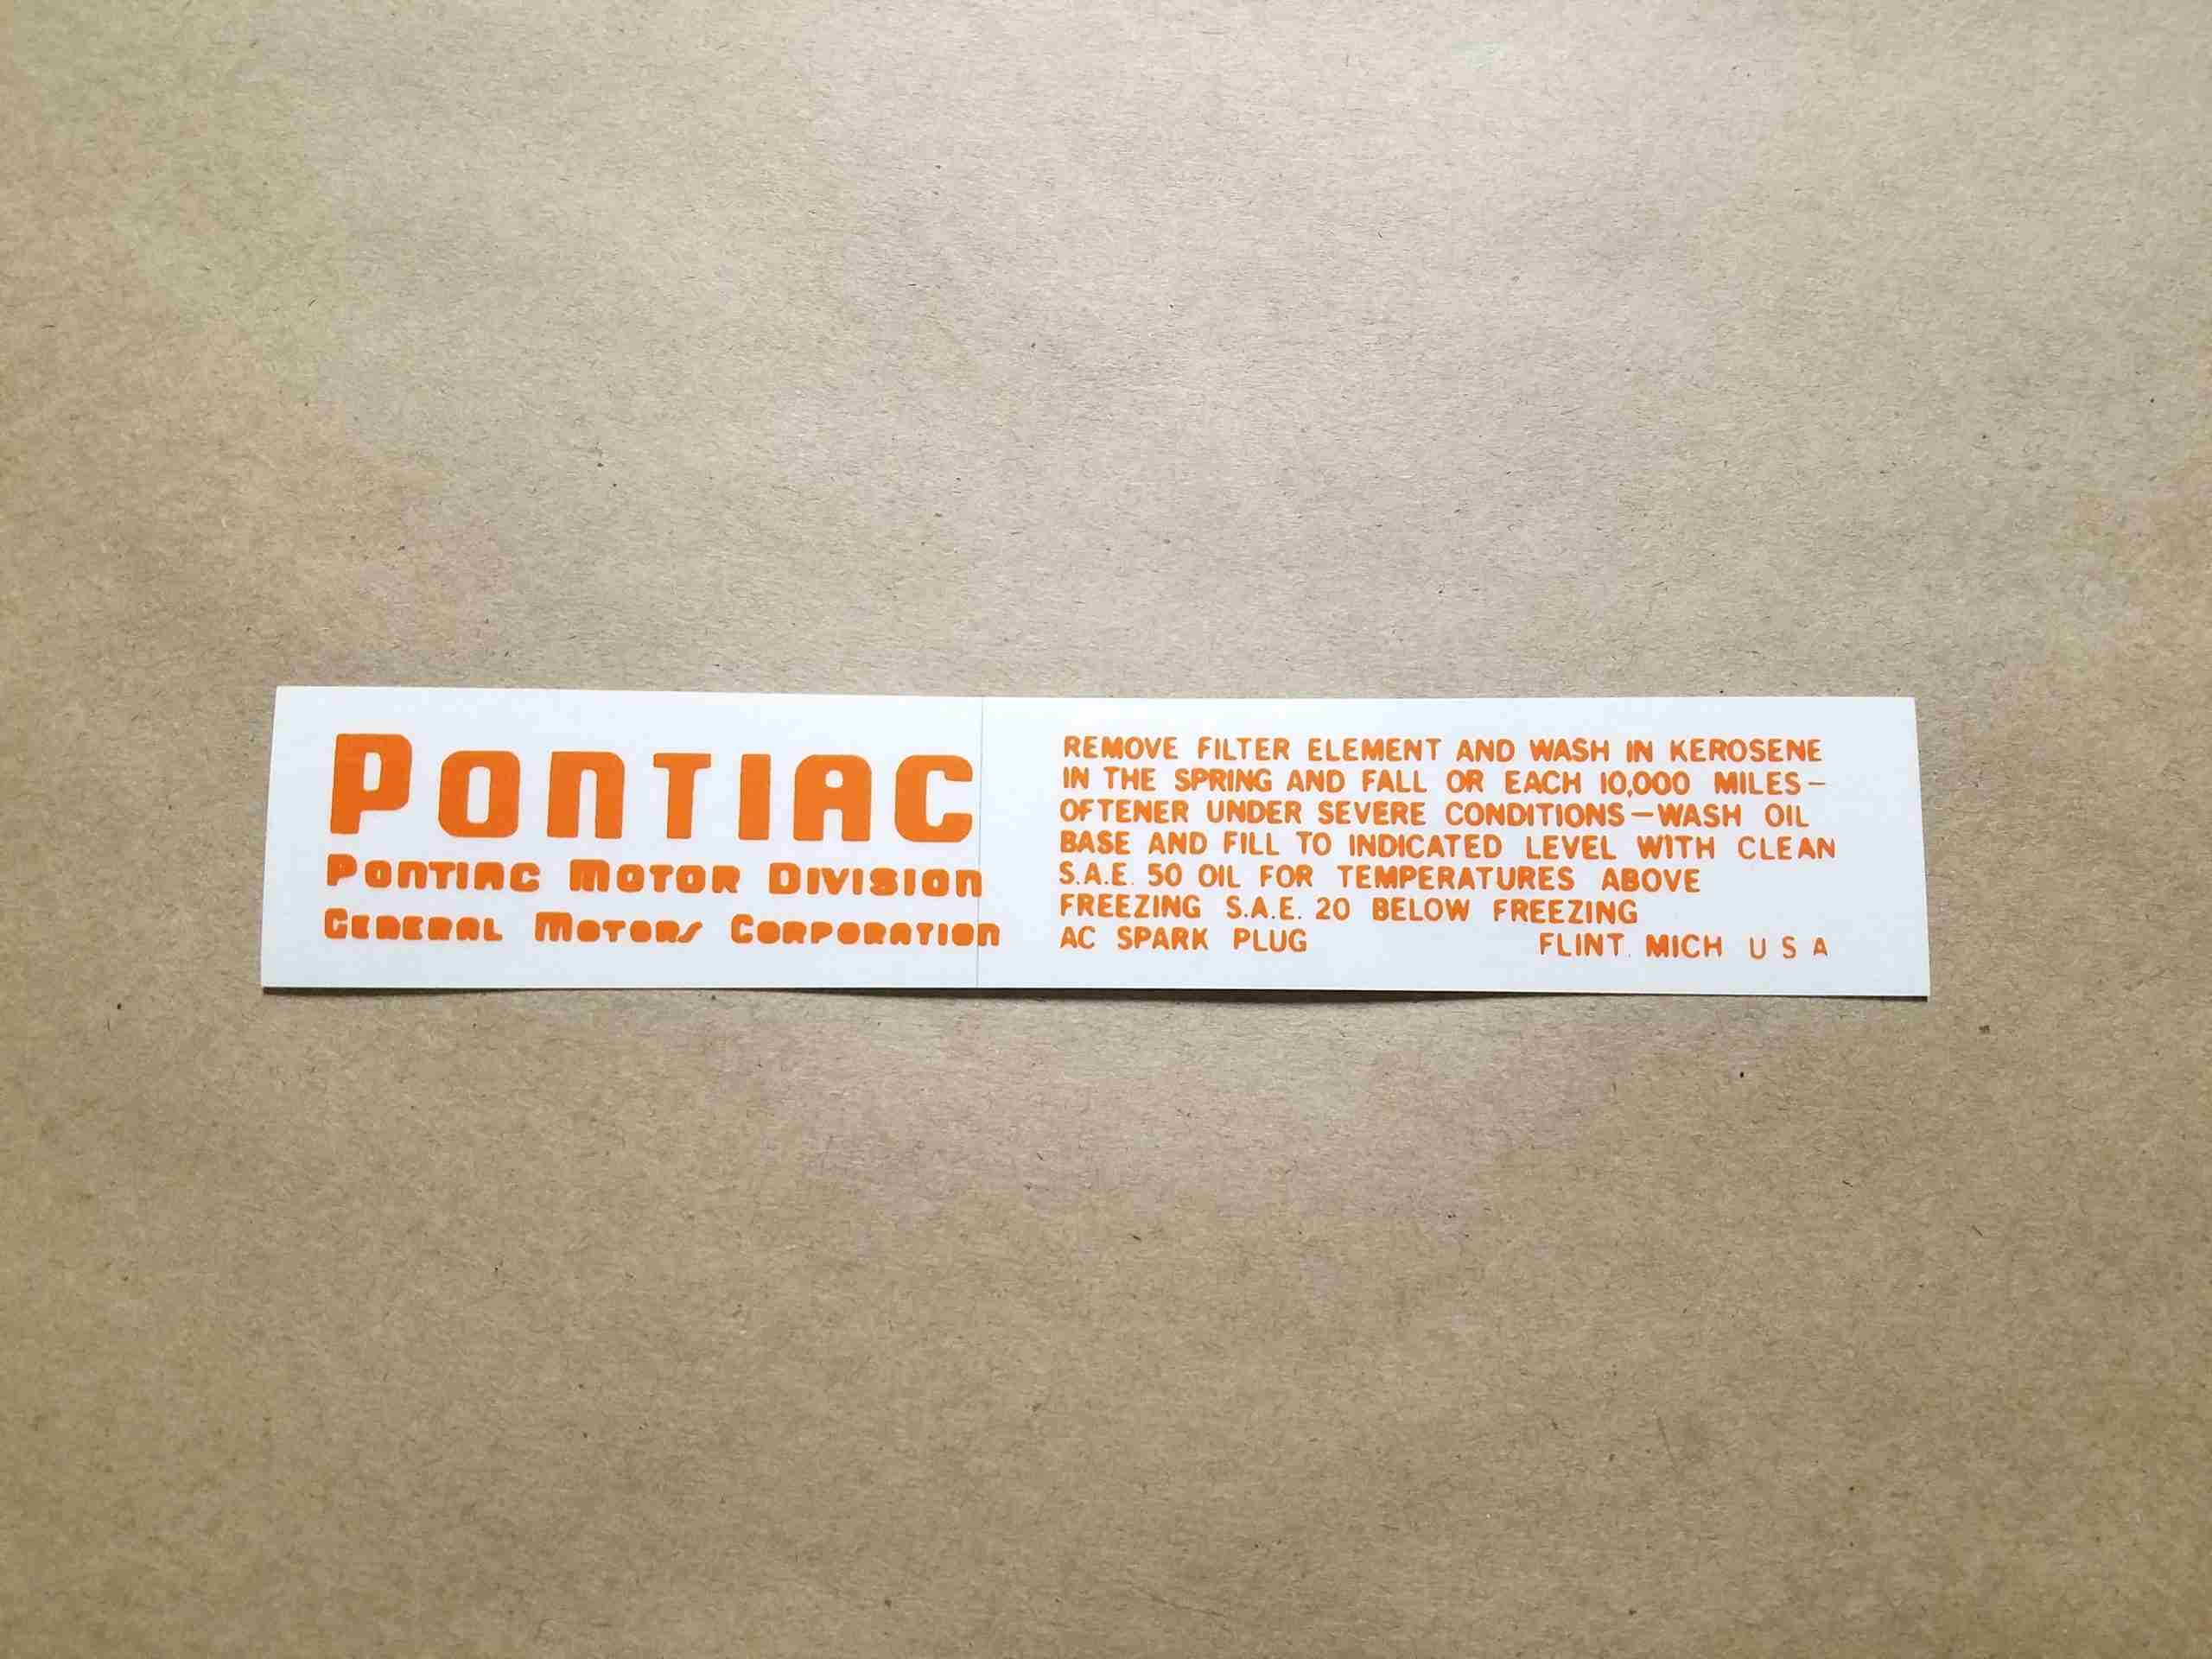 PONTIAC
PONTIAC MOTOR DIVISION
GENERAL MOTORS CORPORATION
REMOVE FILTER ELEMENT AND WASH IN KEROSENE
IN THE SPRING AND FALL OR EACH 10,000 MILES—
OFTENER UNDER SEVERE CONDITIONS—WASH OIL
BASE AND FILL TO INDICATED LEVEL WITH CLEAN
S.A.E. 50 OIL FOR TEMPERATURES ABOVE
FREEZING S.A.E. 20 BELOW FREEZING
AC SPARK PLUG FLINT. MICH U S A